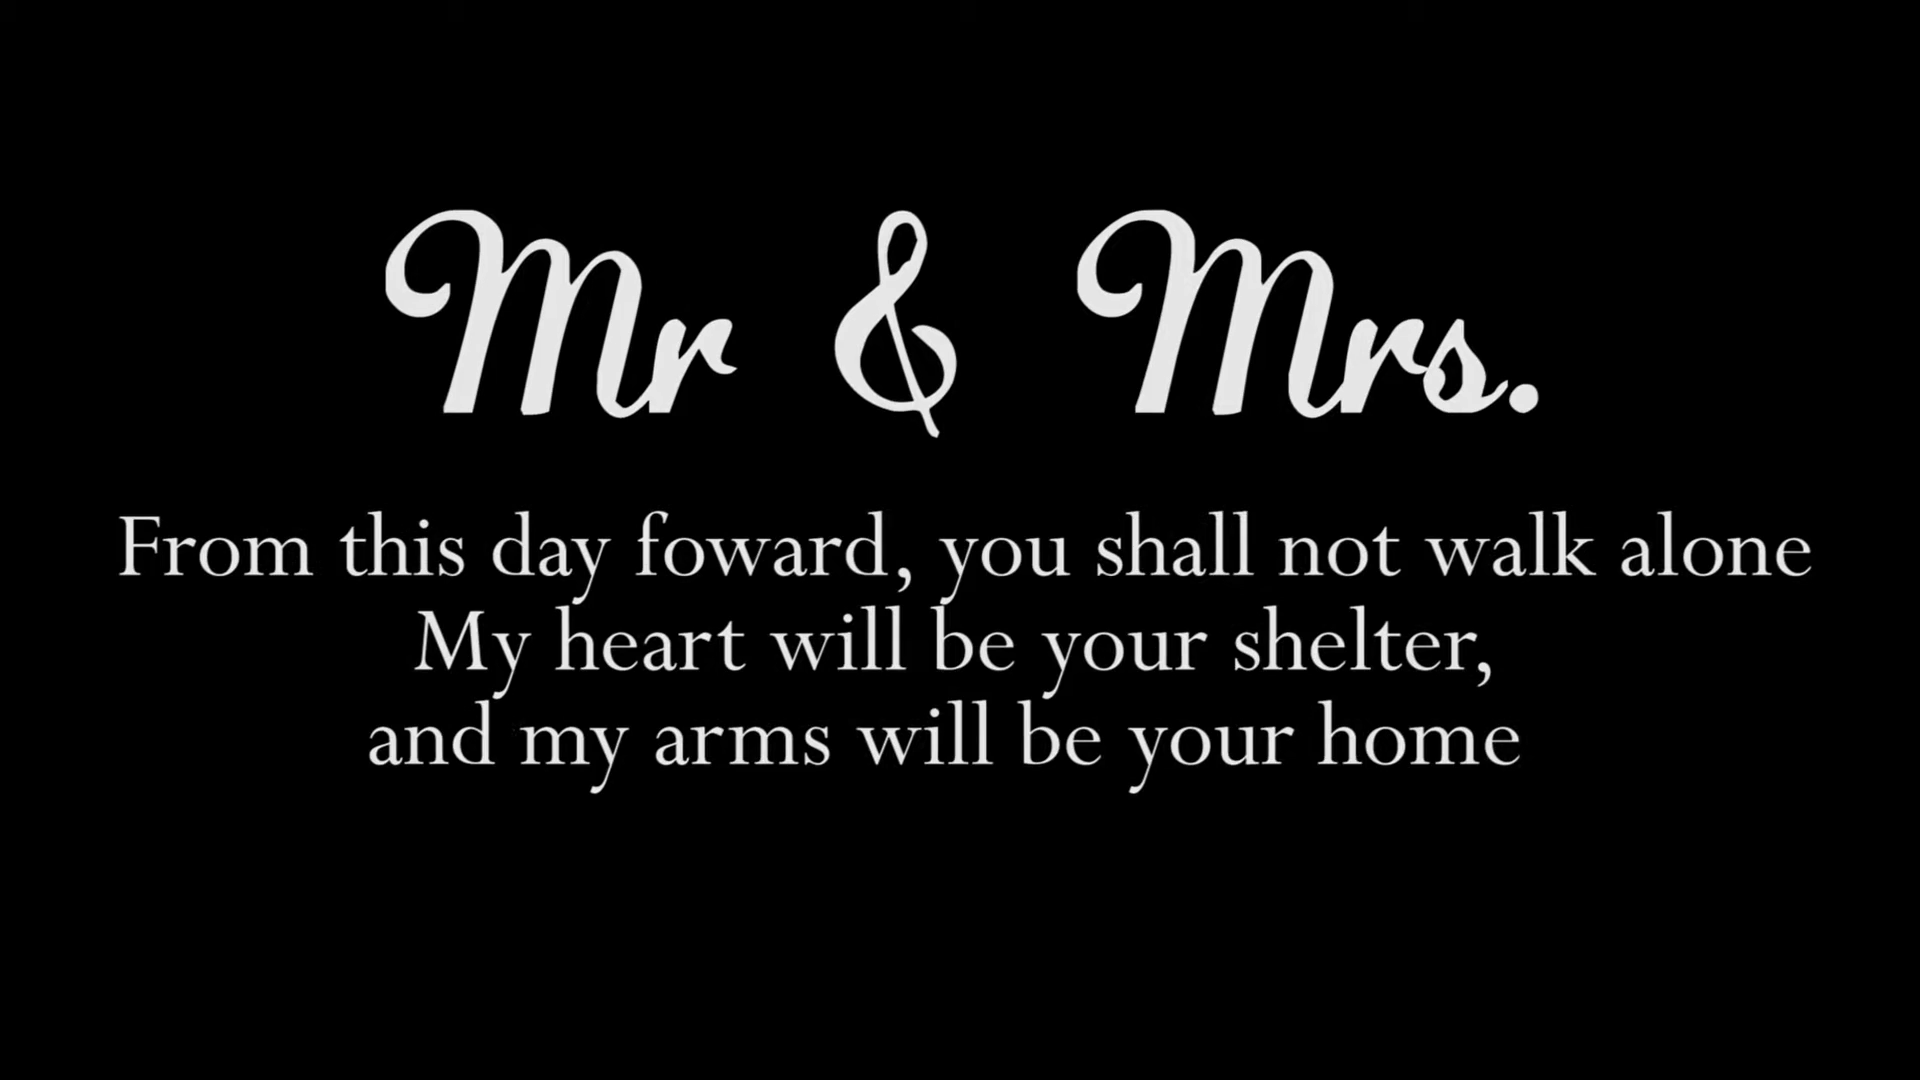 Mr & Mrs.
From this day foward, you shall not walk alone
My heart will be your shelter,
and my arms will be your home